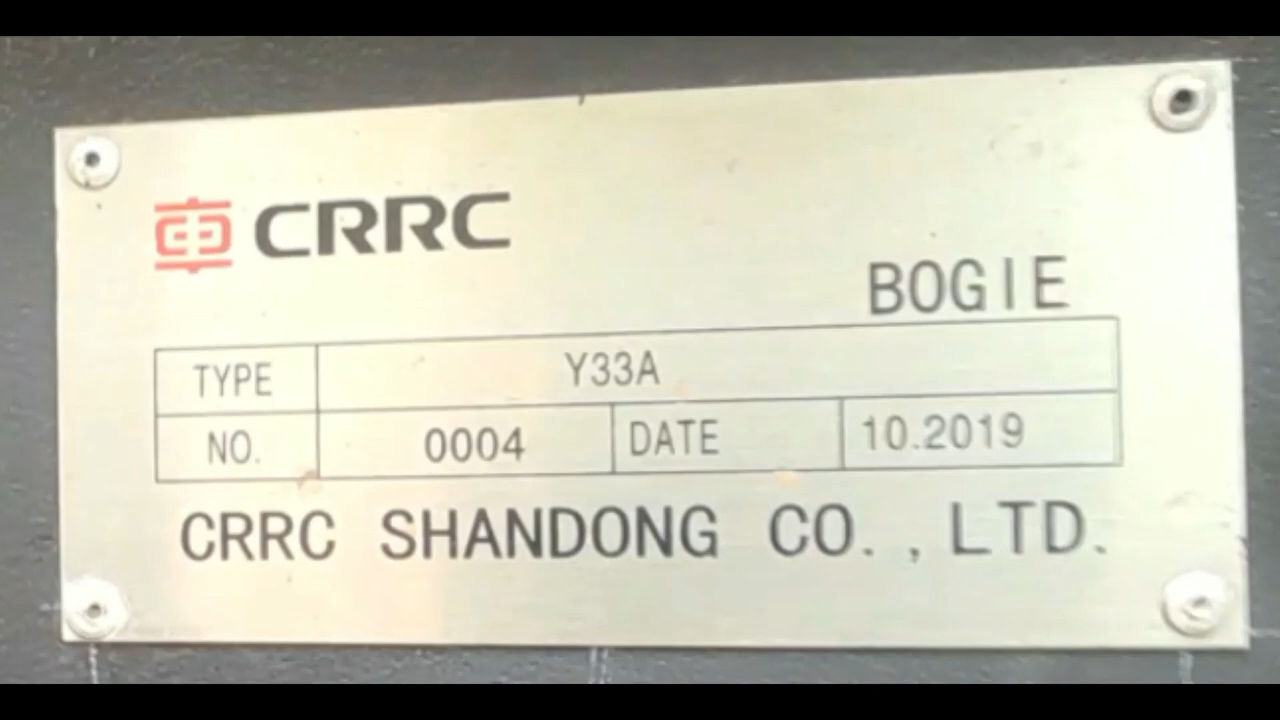 CRRC
BOGIE
TYPE Y33A
NO. 0004 DATE 10.2019
CRRC SHANDONG CO., LTD.